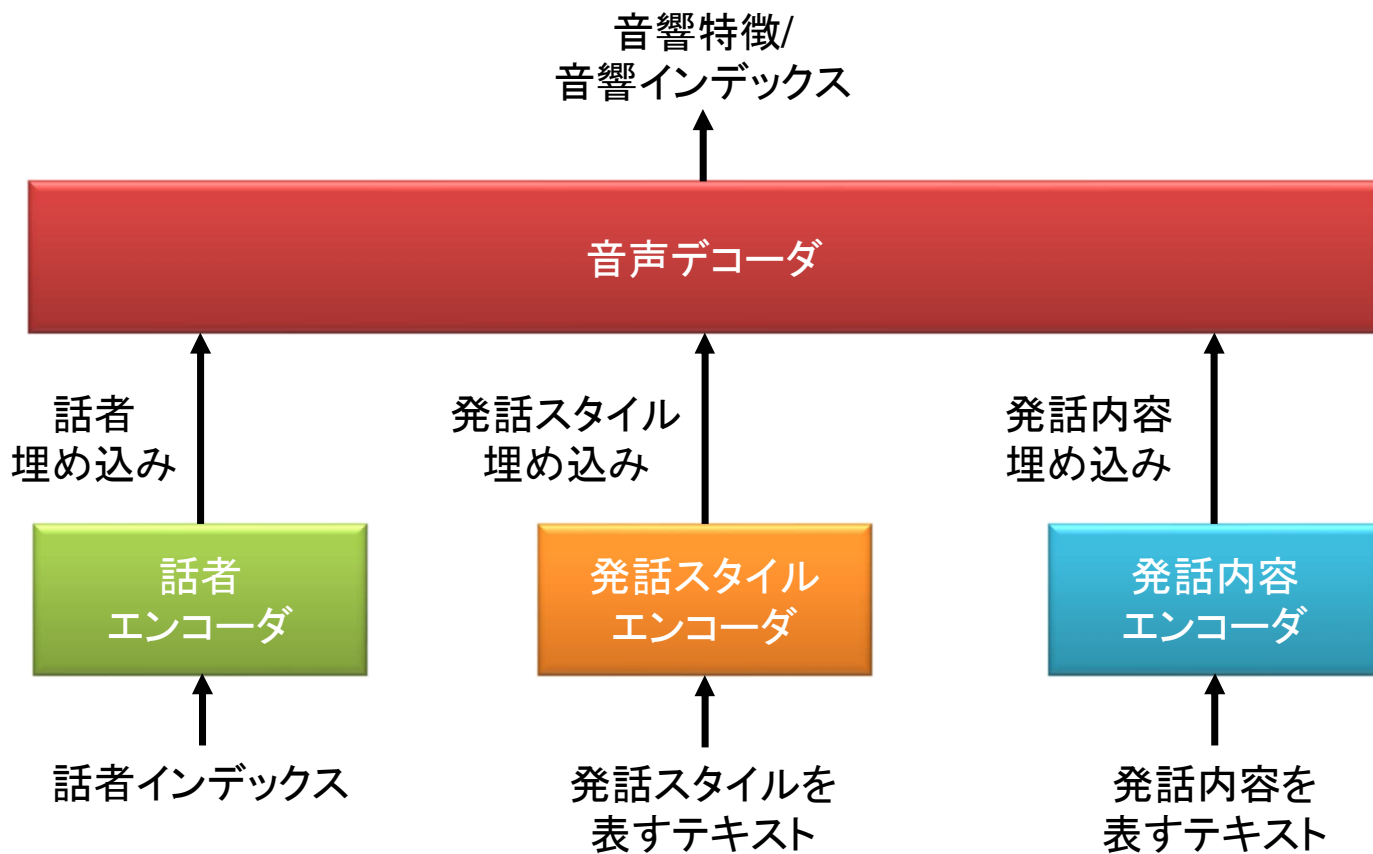 音響特徴/
音響インデックス
音声デコーダ
話者
埋め込み
発話スタイル
埋め込み
発話内容
埋め込み
話者
エンコーダ
発話スタイル
エンコーダ
発話内容
エンコーダ
話者インデックス
発話スタイルを
表すテキスト
発話内容を
表すテキスト